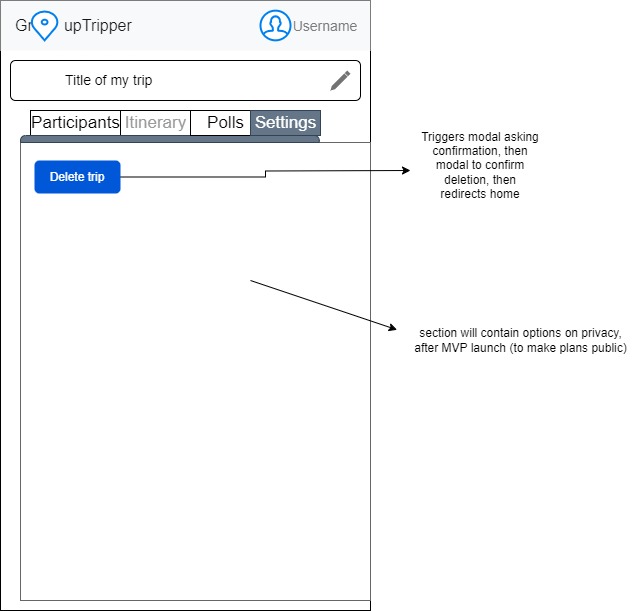 Gr upTripper
Username
Title of my trip
Participants Itinerary Polls Settings
Delete trip
Triggers modal asking
confirmation, then
modal to confirm
deletion, then
redirects home
section will contain options on privacy,
after MVP launch (to make plans public)